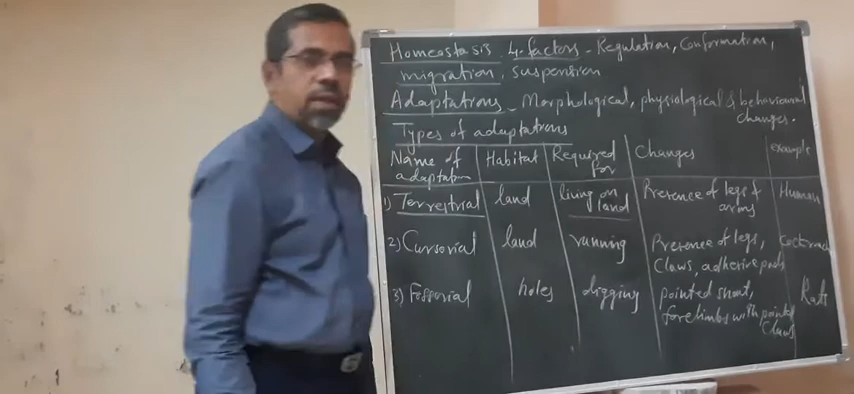 Homeostasis 4. factors - Regulation, Conformation,
migration, suspension
Adaptations - Morphological, physiological & behavioural
changes.
Types of adaptations
Name of adaptation Habitat Required for Changes example
1) Terrestrial land living on land Presence of legs & arms Human
2) Cursorial land running Presence of legs, Claws, adhesive pads
3) Fossorial holes digging pointed snout, forelimbs with pointed claws Rats